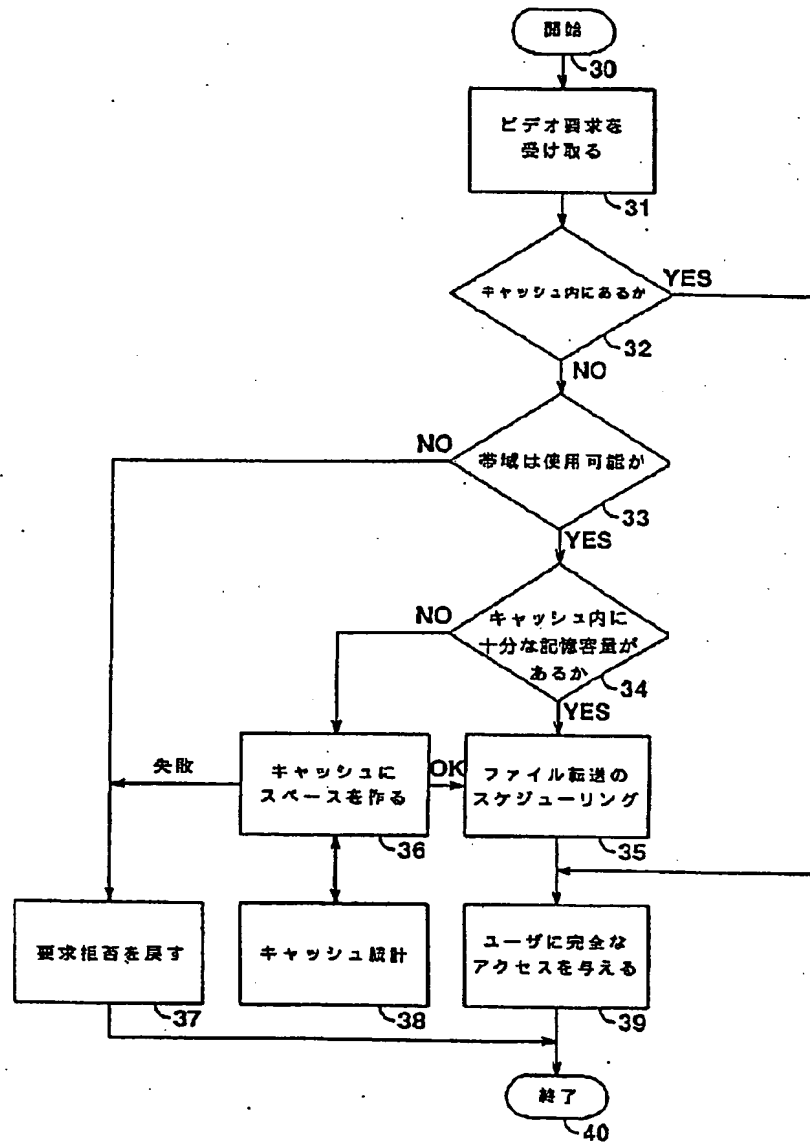 開始
30
ビデオ要求を
受け取る
31
キャッシュ内にあるか
YES
32
NO
帯域は使用可能か
NO
33
YES
キャッシュ内に
十分な記憶容量が
あるか
NO
34
YES
キャッシュに
スペースを作る
失敗
OK
36
ファイル転送の
スケジューリング
35
要求拒否を戻す
37
キャッシュ統計
38
ユーザに完全な
アクセスを与える
39
終了
40